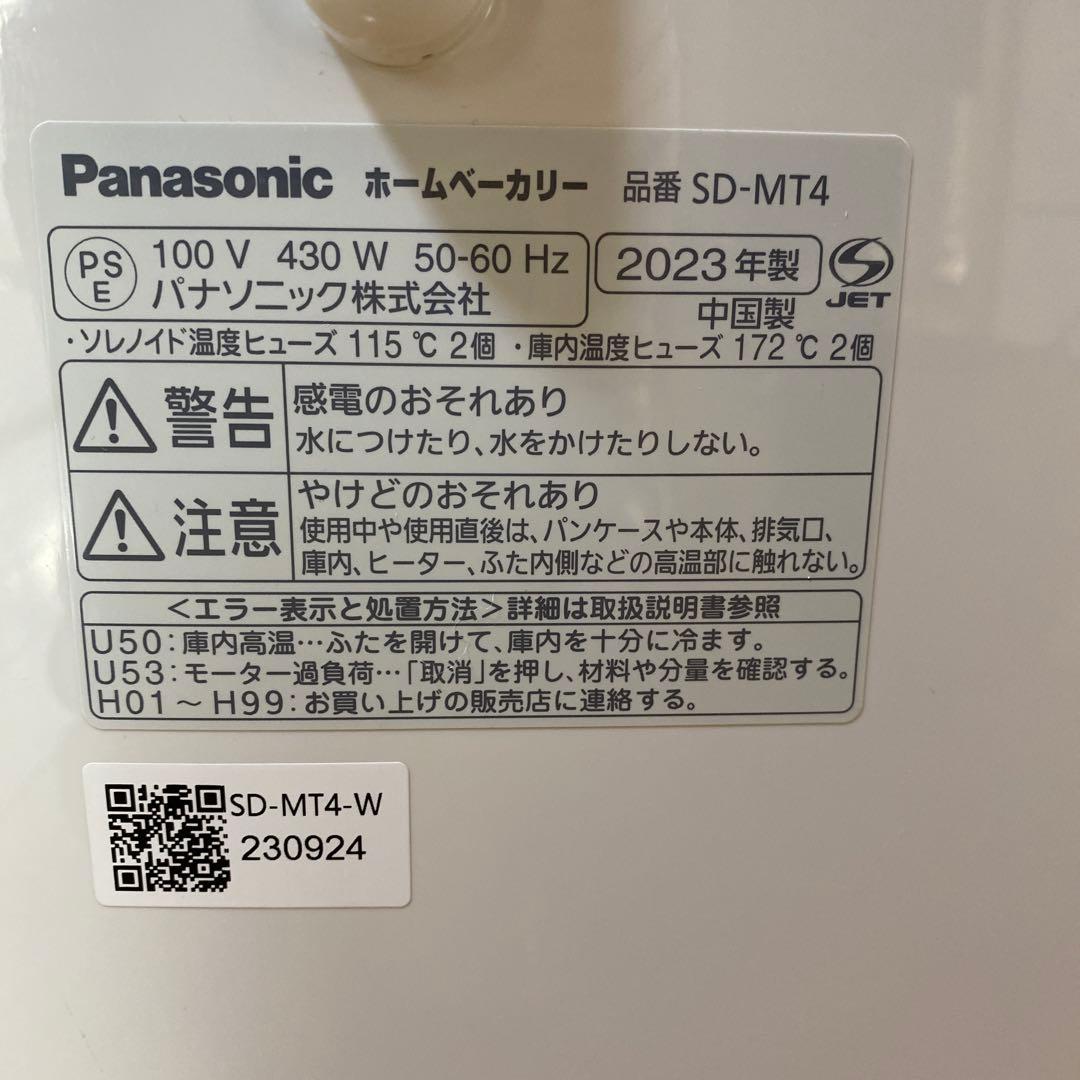 Panasonic ホームベーカリー 品番 SD-MT4
PSE 100 V 430 W 50-60 Hz
パナソニック株式会社
2023年製
中国製
JET
・ソレノイド温度ヒューズ 115 ℃ 2個 ・庫内温度ヒューズ 172 ℃ 2個
警告
感電のおそれあり
水につけたり、水をかけたりしない。
注意
やけどのおそれあり
使用中や使用直後は、パンケースや本体、排気口、
庫内、ヒーター、ふた内側などの高温部に触れない。
＜エラー表示と処置方法＞詳細は取扱説明書参照
U50：庫内高温…ふたを開けて、庫内を十分に冷ます。
U53：モーター過負荷…「取消」を押し、材料や分量を確認する。
H01～H99：お買い上げの販売店に連絡する。
SD-MT4-W
230924